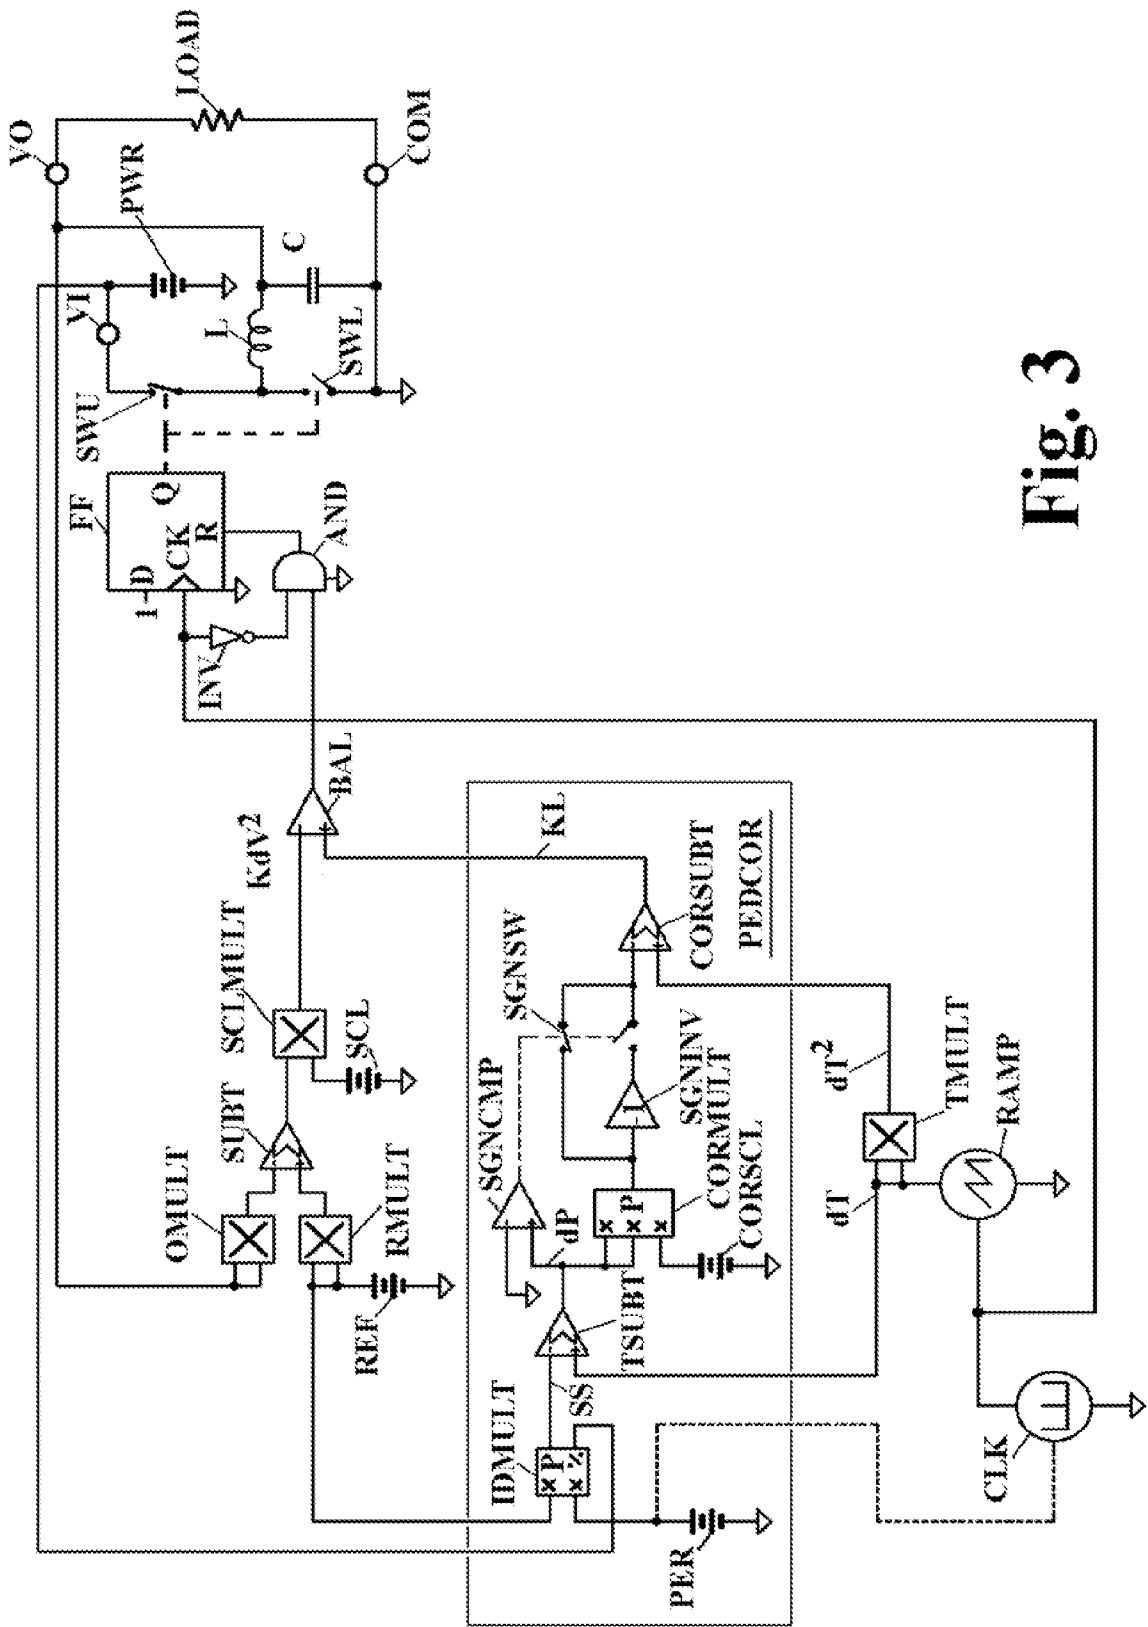 VO
LOAD
PWR
COM
VI
C
L
SWL
SWU
FF
Q
1
D
CK
R
AND
INV
BAL
KdV²
KL
SCLMULT
SCL
SUBT
OMULT
RMULT
REF
SGNSW
CORSUBT
PEDCOR
SGNCMP
SGNINV
CORMULT
CORSCL
P
x
x
x
dP
dT²
TMULT
RAMP
dT
TSUBT
SS
IDMULT
P
x
x
%
PER
CLK
Fig. 3